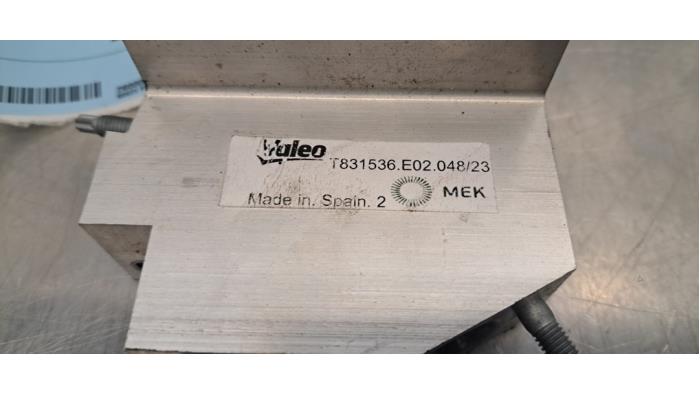 Valeo T831536.E02.048/23
Made in. Spain. 2 MEK